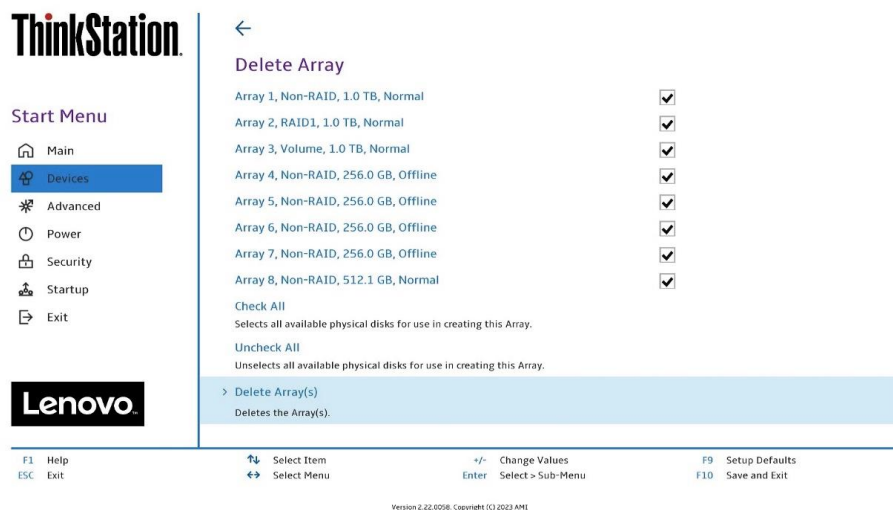 ThinkStation
Start Menu
Main
Devices
Advanced
Power
Security
Startup
Exit
Lenovo
Delete Array
Array 1, Non-RAID, 1.0 TB, Normal
Array 2, RAID1, 1.0 TB, Normal
Array 3, Volume, 1.0 TB, Normal
Array 4, Non-RAID, 256.0 GB, Offline
Array 5, Non-RAID, 256.0 GB, Offline
Array 6, Non-RAID, 256.0 GB, Offline
Array 7, Non-RAID, 256.0 GB, Offline
Array 8, Non-RAID, 512.1 GB, Normal
Check All
Selects all available physical disks for use in creating this Array.
Uncheck All
Unselects all available physical disks for use in creating this Array.
> Delete Array(s)
Deletes the Array(s).
F1 Help ↑↓ Select Item +/- Change Values F9 Setup Defaults
ESC Exit ↔ Select Menu Enter Select > Sub-Menu F10 Save and Exit
Version 2.22.0058. Copyright (C) 2023 AMI